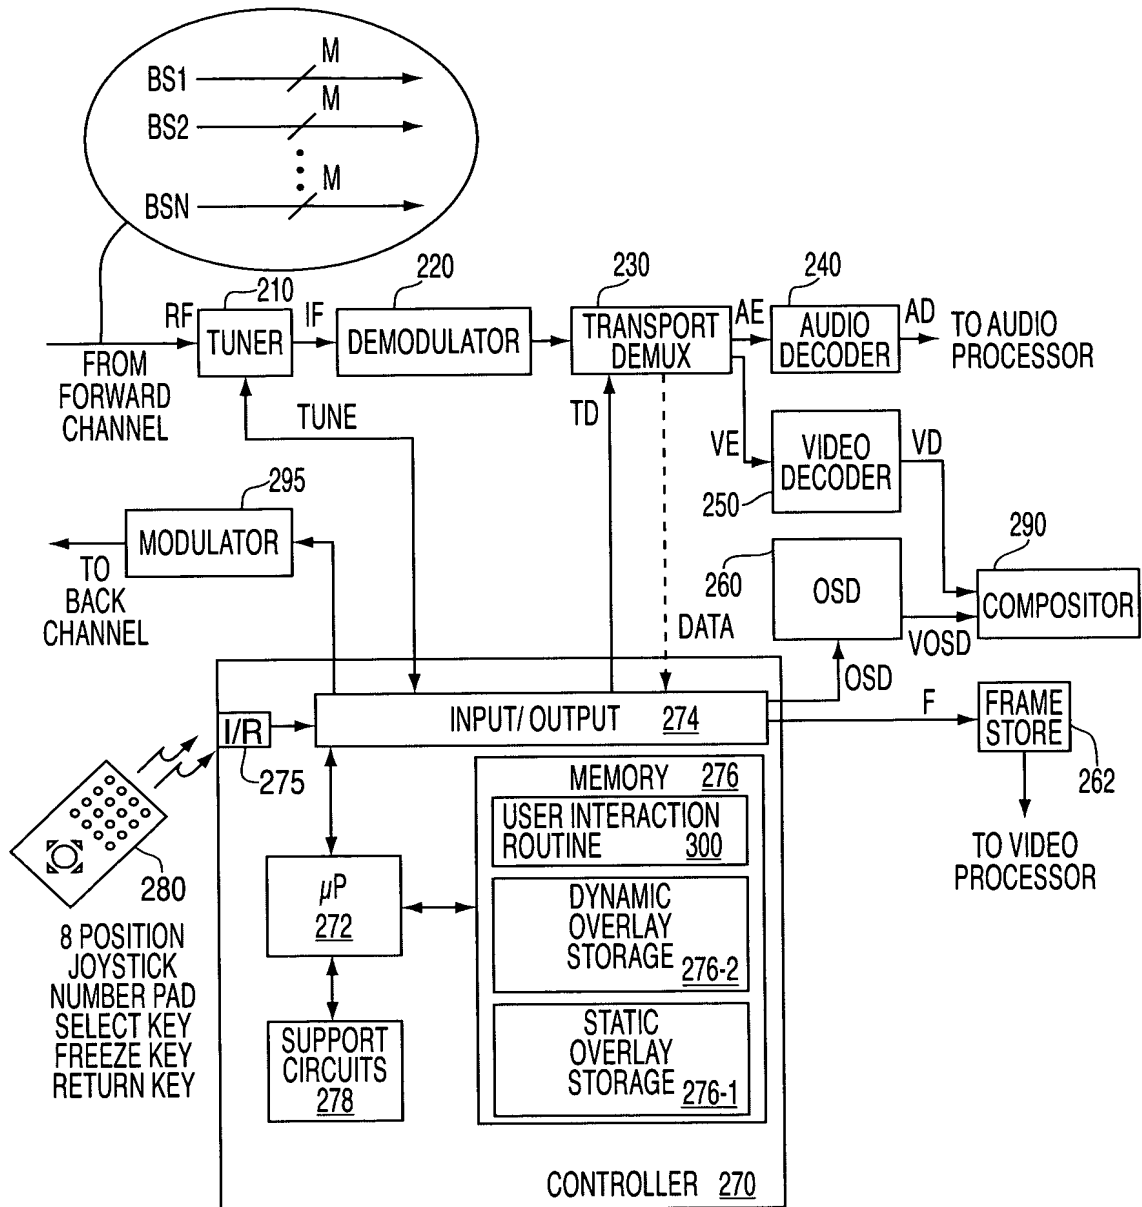 M
BS1
M
BS2
M
BSN
210
220
230
240
RF
IF
AE
AD
TUNER
DEMODULATOR
TRANSPORT
DEMUX
AUDIO
DECODER
TO AUDIO
PROCESSOR
FROM
FORWARD
CHANNEL
TUNE
TD
VE
VIDEO
DECODER
VD
250
295
MODULATOR
TO
BACK
CHANNEL
260
OSD
290
COMPOSITOR
DATA
VOSD
OSD
INPUT/ OUTPUT 274
F
FRAME
STORE
262
I/R
275
TO VIDEO
PROCESSOR
MEMORY 276
USER INTERACTION
ROUTINE 300
280
µP
272
DYNAMIC
OVERLAY
STORAGE 276-2
8 POSITION
JOYSTICK
NUMBER PAD
SELECT KEY
FREEZE KEY
RETURN KEY
SUPPORT
CIRCUITS
278
STATIC
OVERLAY
STORAGE 276-1
CONTROLLER 270